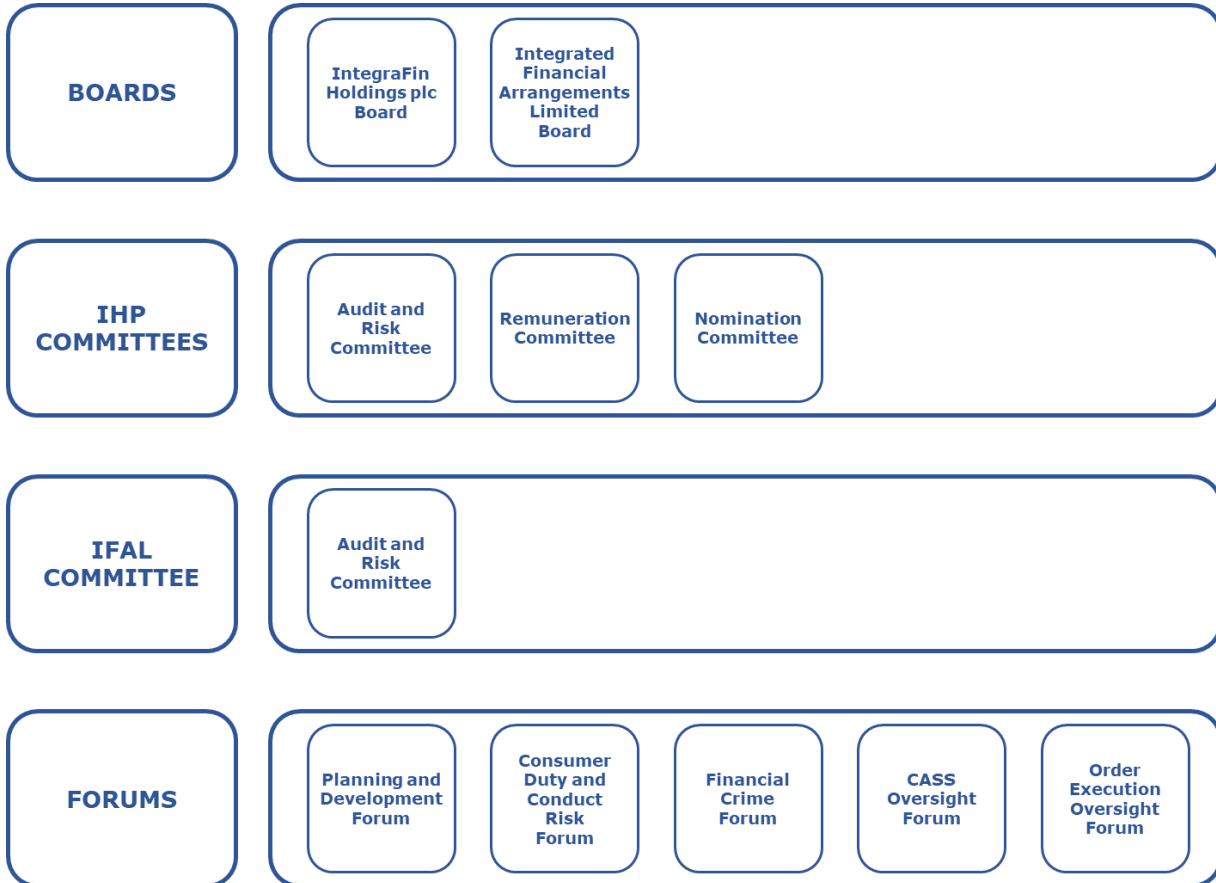 BOARDS
IntegraFin
Holdings plc
Board
Integrated
Financial
Arrangements
Limited
Board
IHP
COMMITTEES
Audit and
Risk
Committee
Remuneration
Committee
Nomination
Committee
IFAL
COMMITTEE
Audit and
Risk
Committee
FORUMS
Planning and
Development
Forum
Consumer
Duty and
Conduct
Risk
Forum
Financial
Crime
Forum
CASS
Oversight
Forum
Order
Execution
Oversight
Forum